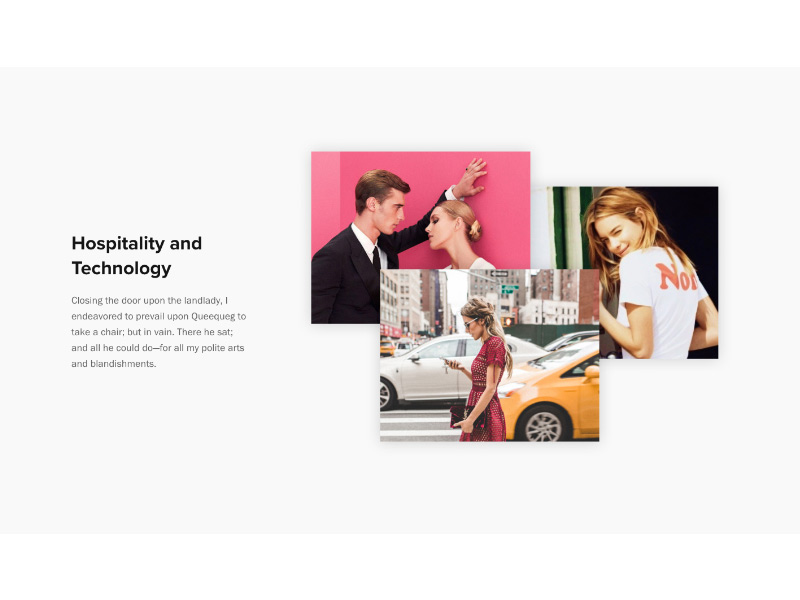 Hospitality and
Technology
Closing the door upon the landlady, I
endeavored to prevail upon Queequeg to
take a chair; but in vain. There he sat;
and all he could do—for all my polite arts
and blandishments.
Nor